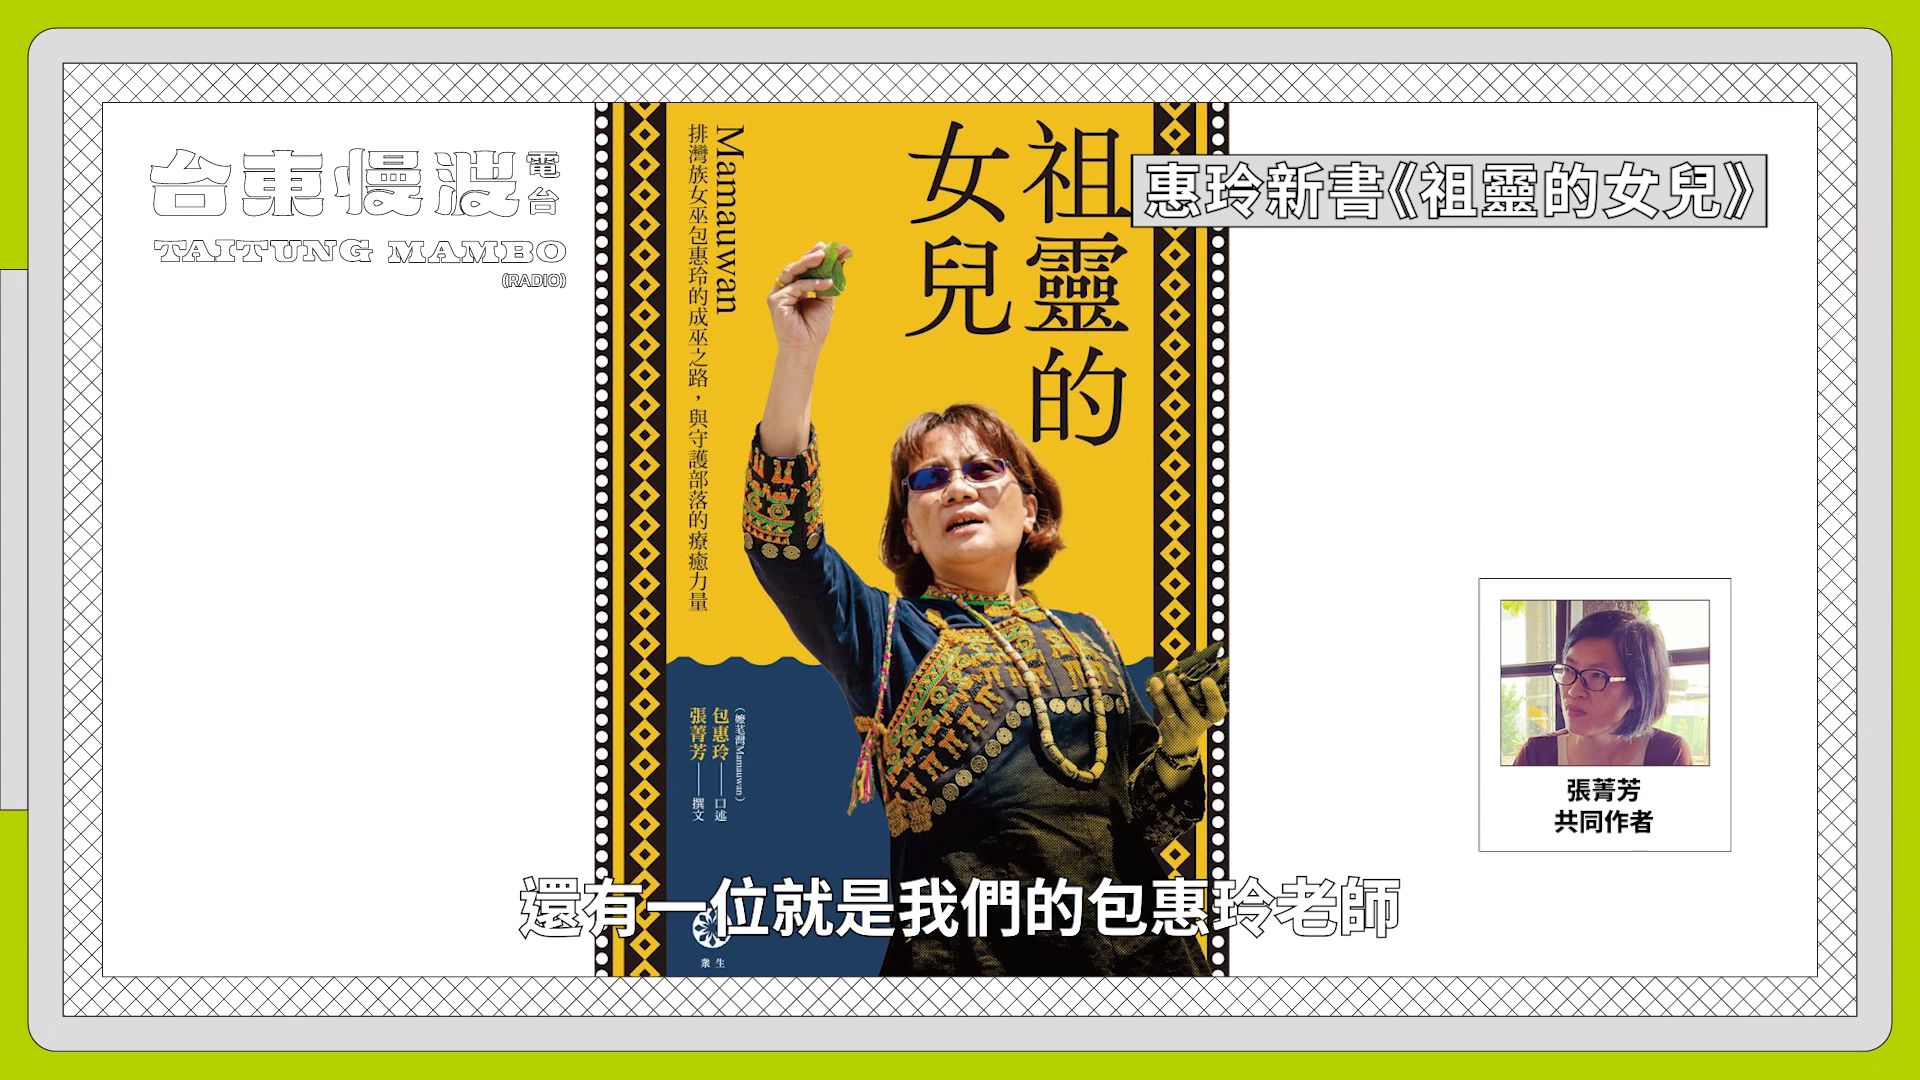 台東慢波電台
TAITUNG MAMBO
(RADIO)
惠玲新書《祖靈的女兒》
祖靈的
女兒
Mamauwan
排灣族女巫包惠玲的成巫之路，與守護部落的療癒力量
（嬤芼灣Mamauwan）
包惠玲——口述
張菁芳——撰文
眾生
張菁芳
共同作者
還有一位就是我們的包惠玲老師